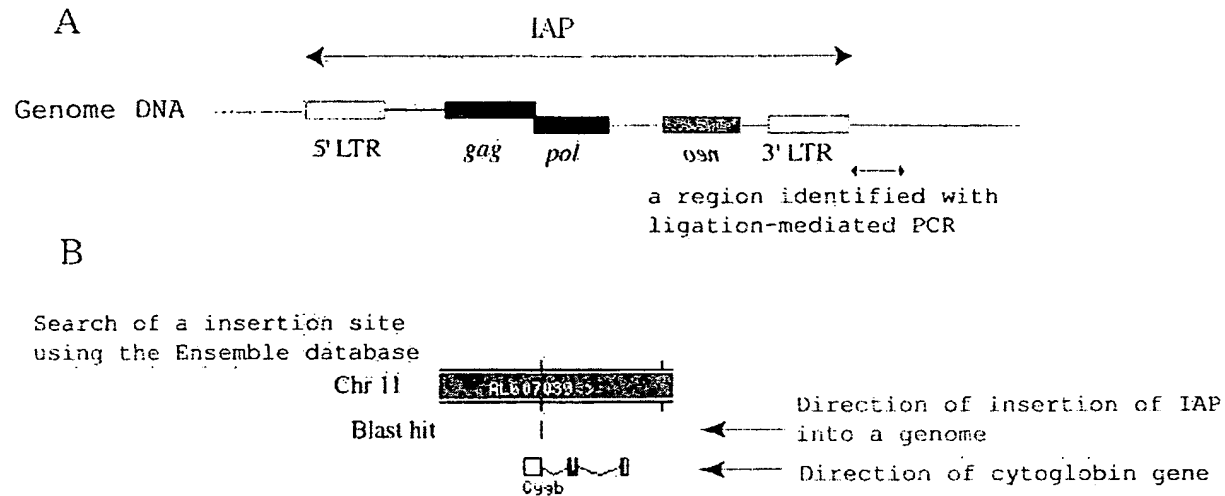 A
IAP
Genome DNA
5' LTR
gag
pol
3' LTR
a region identified with
ligation-mediated PCR
B
Search of a insertion site
using the Ensemble database
Chr 11
AL607039 >
Blast hit
Direction of insertion of IAP
into a genome
Direction of cytoglobin gene
Cygb